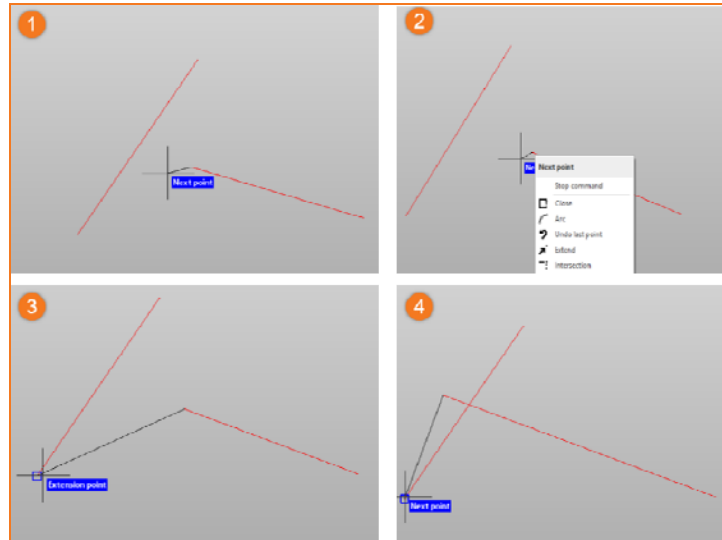 1
Next point
2
Next point
Stop command
Close
Arc
Undo last point
Extend
Intersection
3
Extension point
4
Next point